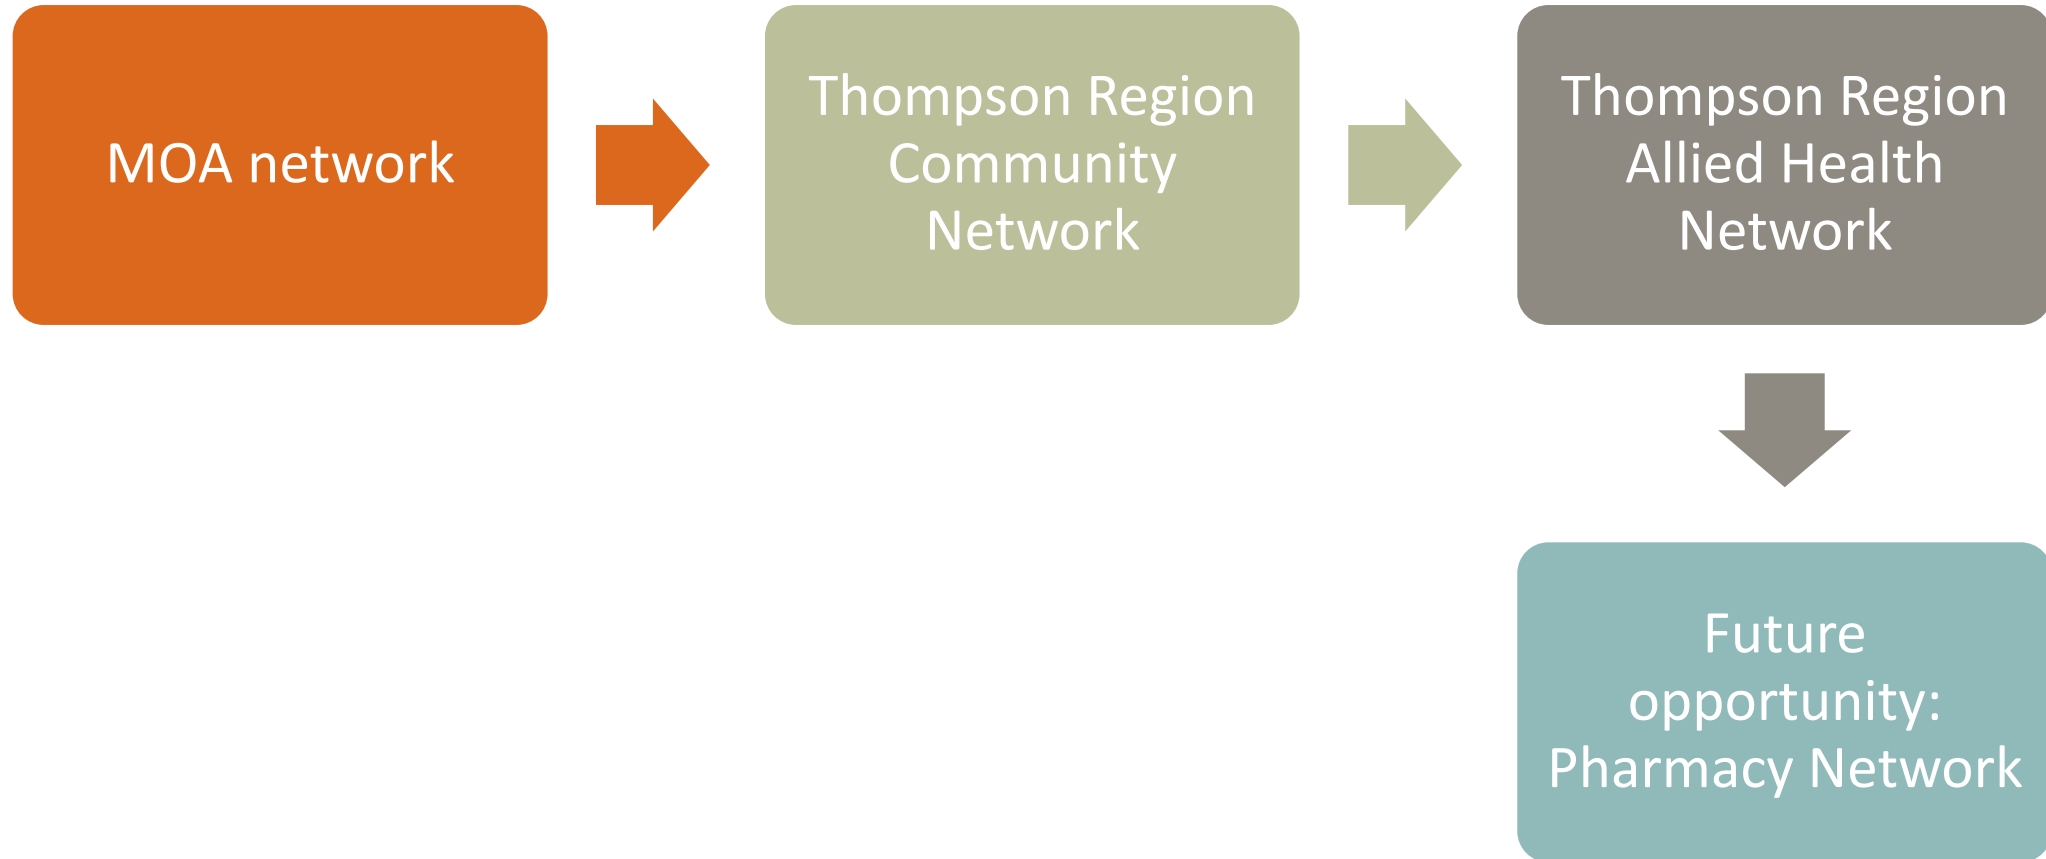 MOA network
Thompson Region
Community
Network
Thompson Region
Allied Health
Network
Future
opportunity:
Pharmacy Network